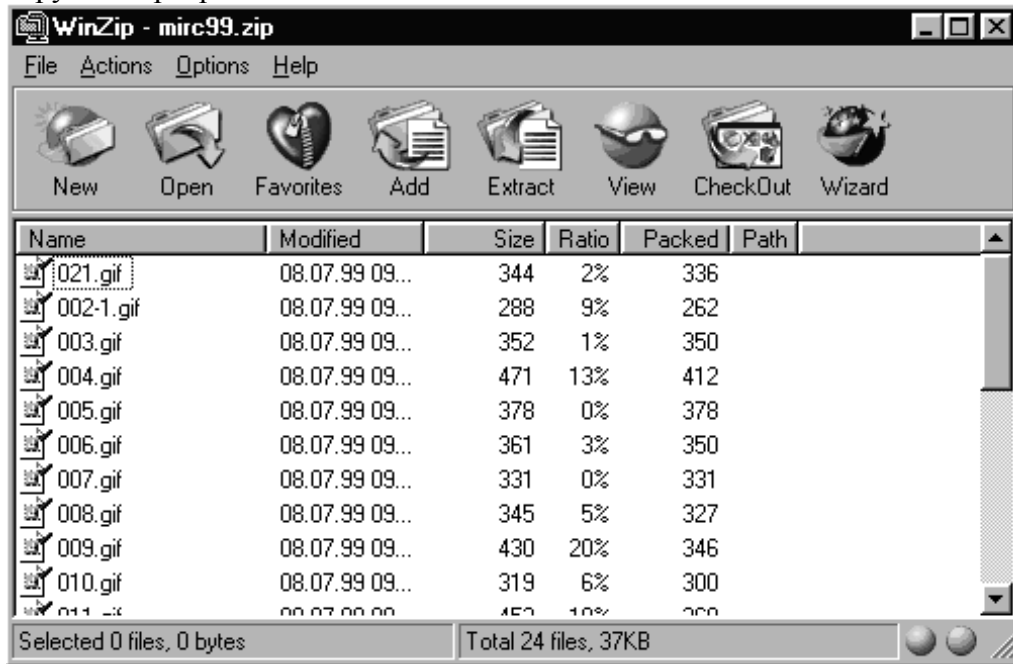 WinZip - mirc99.zip
File Actions Options Help
New Open Favorites Add Extract View CheckOut Wizard
Name Modified Size Ratio Packed Path
021.gif 08.07.99 09... 344 2% 336
002-1.gif 08.07.99 09... 288 9% 262
003.gif 08.07.99 09... 352 1% 350
004.gif 08.07.99 09... 471 13% 412
005.gif 08.07.99 09... 378 0% 378
006.gif 08.07.99 09... 361 3% 350
007.gif 08.07.99 09... 331 0% 331
008.gif 08.07.99 09... 345 5% 327
009.gif 08.07.99 09... 430 20% 346
010.gif 08.07.99 09... 319 6% 300
Selected 0 files, 0 bytes Total 24 files, 37KB